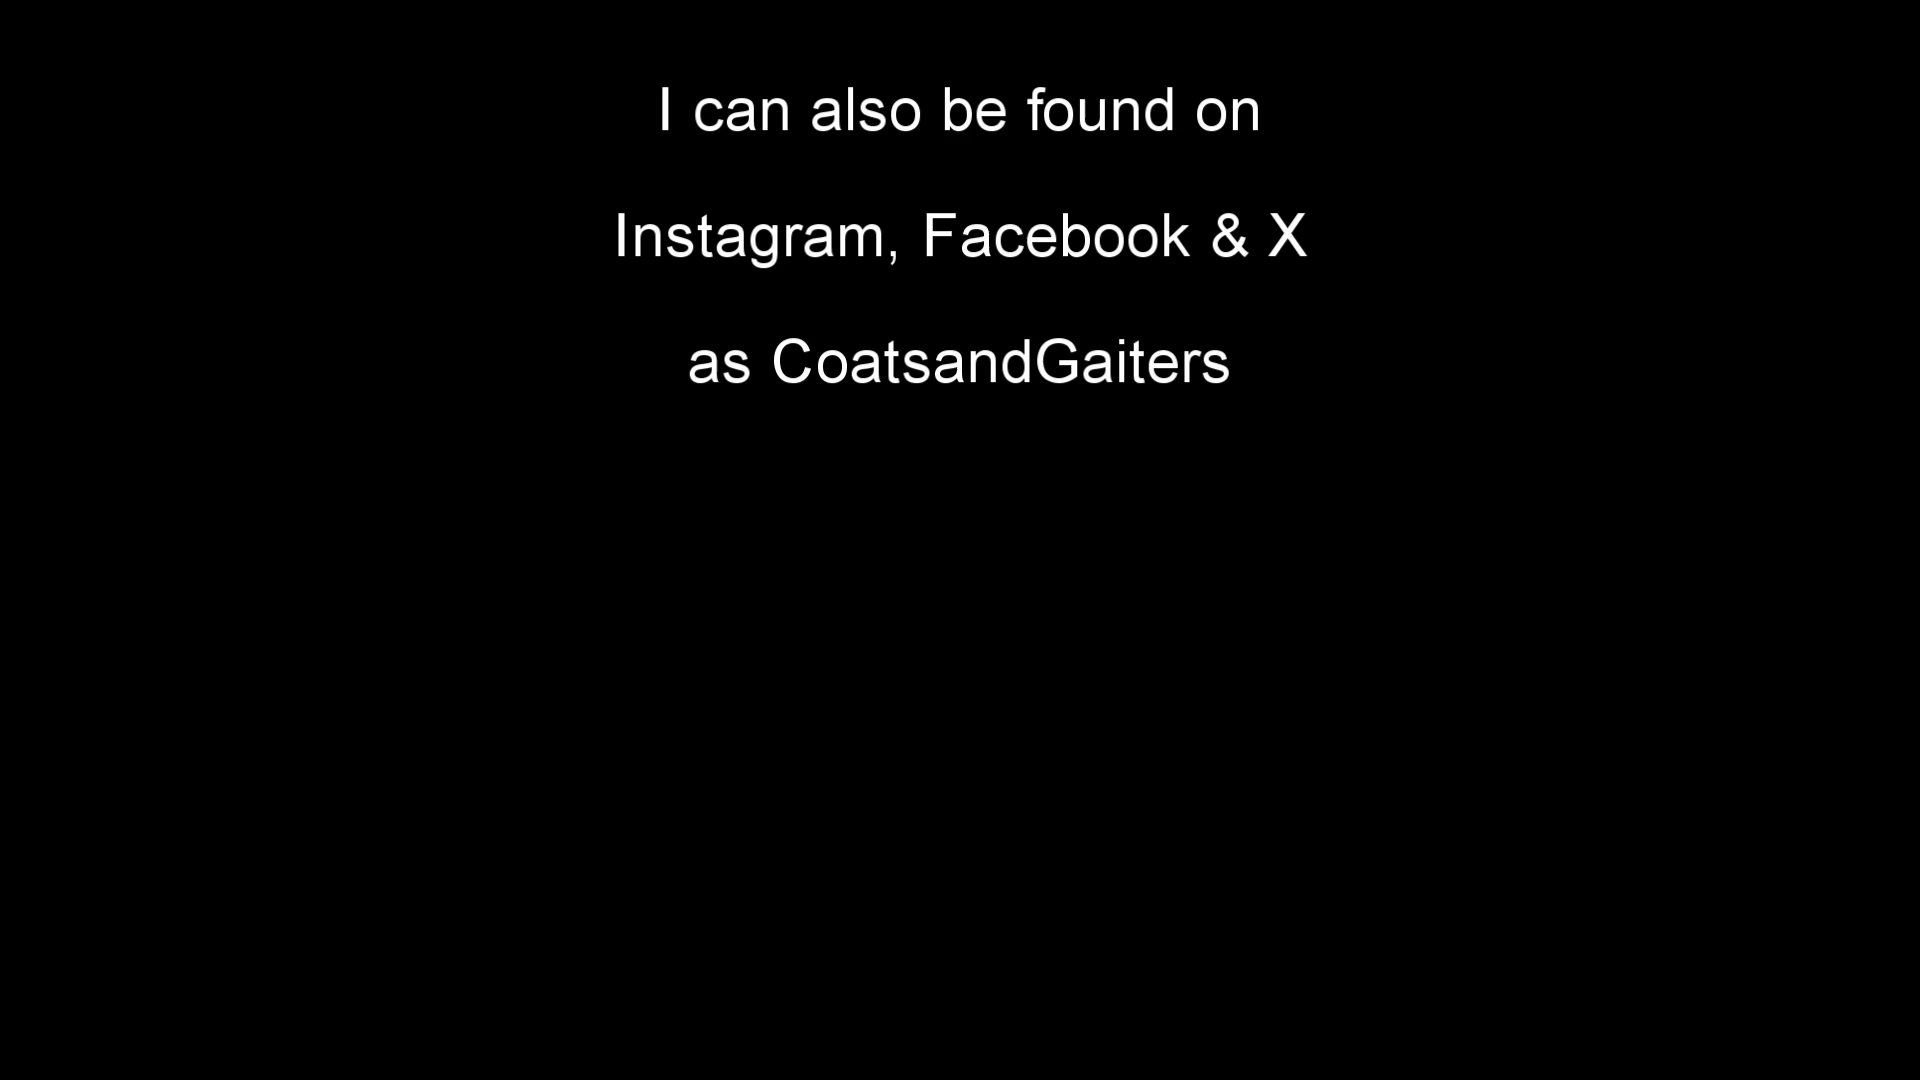 I can also be found on
Instagram, Facebook & X
as CoatsandGaiters